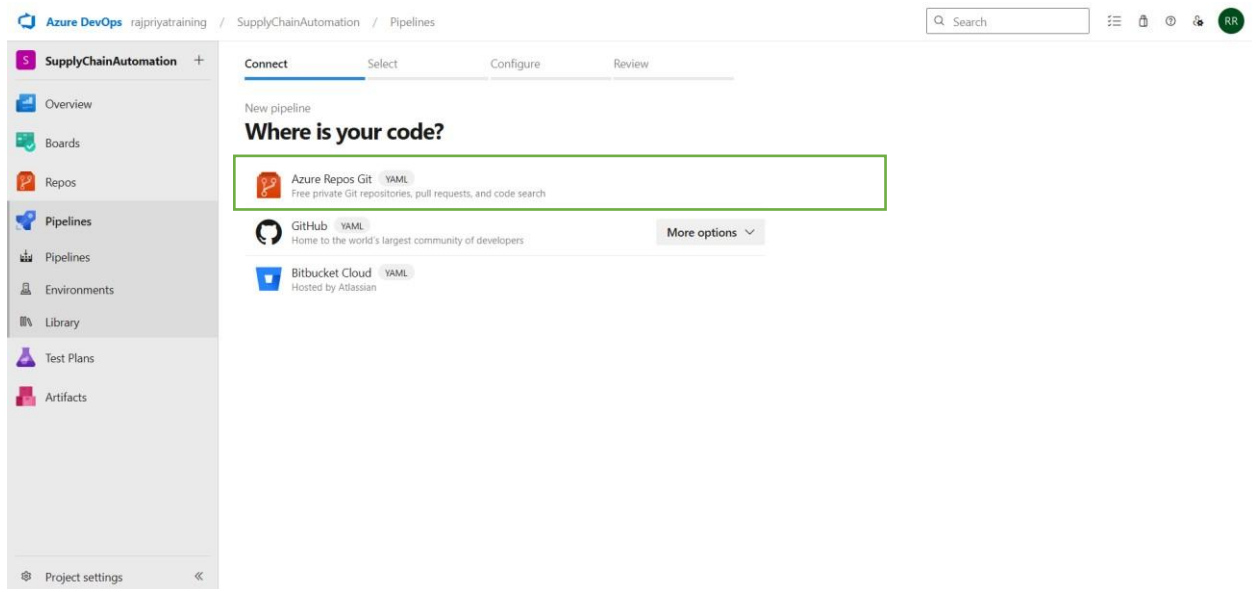 Azure DevOps rajpriyatraining / SupplyChainAutomation / Pipelines
Search
RR
S SupplyChainAutomation +
Overview
Boards
Repos
Pipelines
Pipelines
Environments
Library
Test Plans
Artifacts
Project settings
Connect Select Configure Review
New pipeline
Where is your code?
Azure Repos Git YAML
Free private Git repositories, pull requests, and code search
GitHub YAML
Home to the world's largest community of developers
More options
Bitbucket Cloud YAML
Hosted by Atlassian